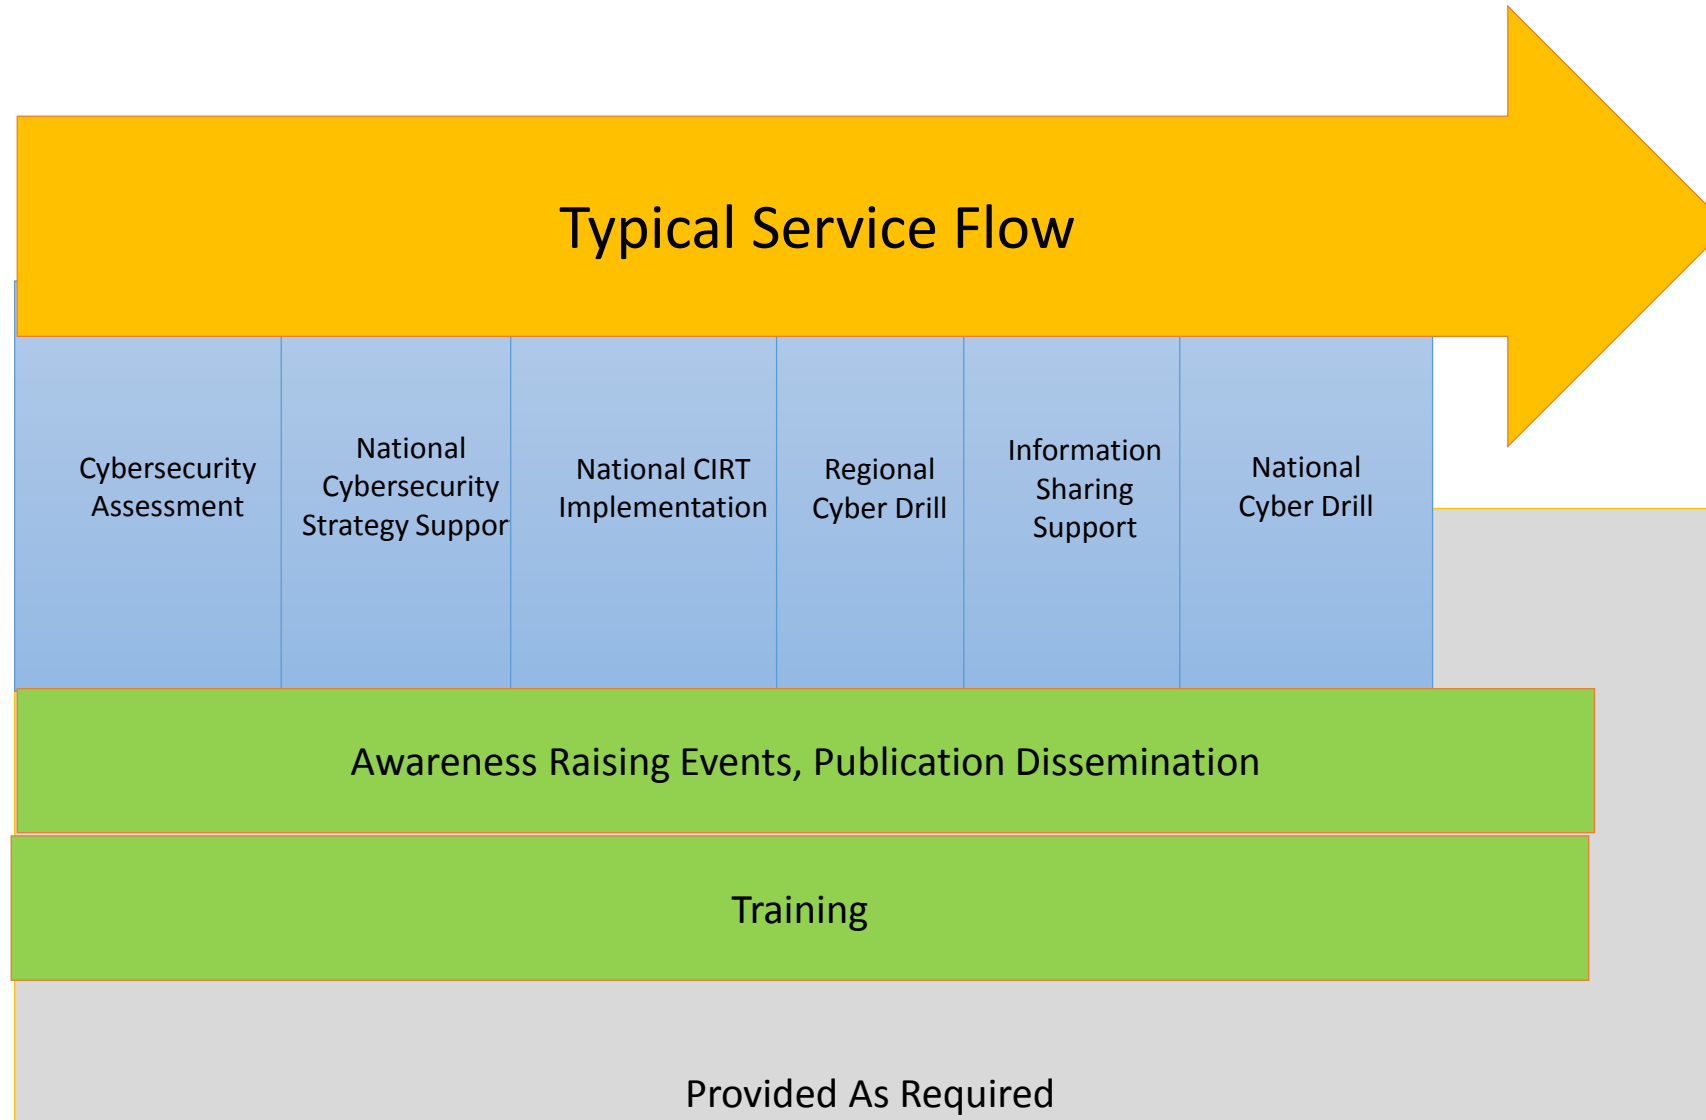 Typical Service Flow
Cybersecurity
Assessment
National
Cybersecurity
Strategy Suppor
National CIRT
Implementation
Regional
Cyber Drill
Information
Sharing
Support
National
Cyber Drill
Awareness Raising Events, Publication Dissemination
Training
Provided As Required